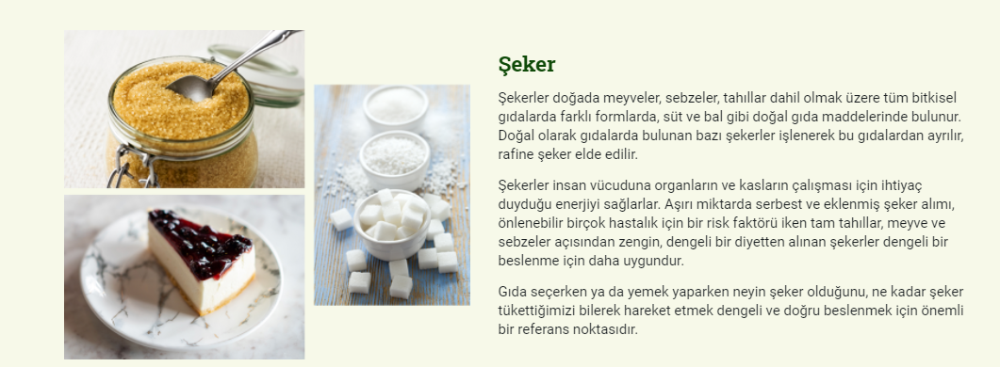 Şeker
Şekerler doğada meyveler, sebzeler, tahıllar dahil olmak üzere tüm bitkisel
gıdalarda farklı formlarda, süt ve bal gibi doğal gıda maddelerinde bulunur.
Doğal olarak gıdalarda bulunan bazı şekerler işlenerek bu gıdalardan ayrılır,
rafine şeker elde edilir.
Şekerler insan vücuduna organların ve kasların çalışması için ihtiyaç
duyduğu enerjiyi sağlarlar. Aşırı miktarda serbest ve eklenmiş şeker alımı,
önlenebilir birçok hastalık için bir risk faktörü iken tam tahıllar, meyve ve
sebzeler açısından zengin, dengeli bir diyetten alınan şekerler dengeli bir
beslenme için daha uygundur.
Gıda seçerken ya da yemek yaparken neyin şeker olduğunu, ne kadar şeker
tükettiğimizi bilerek hareket etmek dengeli ve doğru beslenmek için önemli
bir referans noktasıdır.